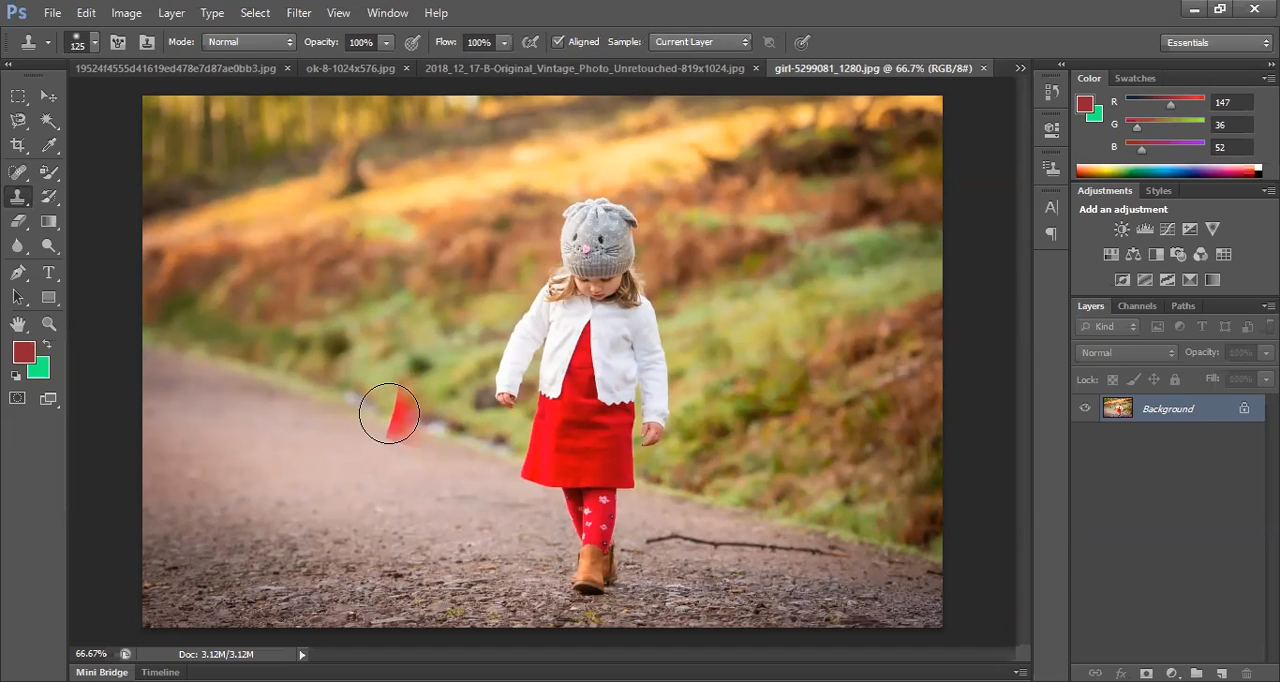 Ps File Edit Image Layer Type Select Filter View Window Help
125 Mode: Normal Opacity: 100% Flow: 100% Aligned Sample: Current Layer Essentials
19524f4555d41619ed478e7d87ae0bb3.jpg × ok-8-1024x576.jpg × 2018_12_17-B-Original_Vintage_Photo_Unretouched-819x1024.jpg × girl-5299081_1280.jpg @ 66.7% (RGB/8#) ×
Color Swatches
R 147
G 36
B 52
Adjustments Styles
Add an adjustment
Layers Channels Paths
Kind
Normal Opacity: 100%
Lock: Fill: 100%
Background
66.67% Doc: 3.12M/3.12M
Mini Bridge Timeline